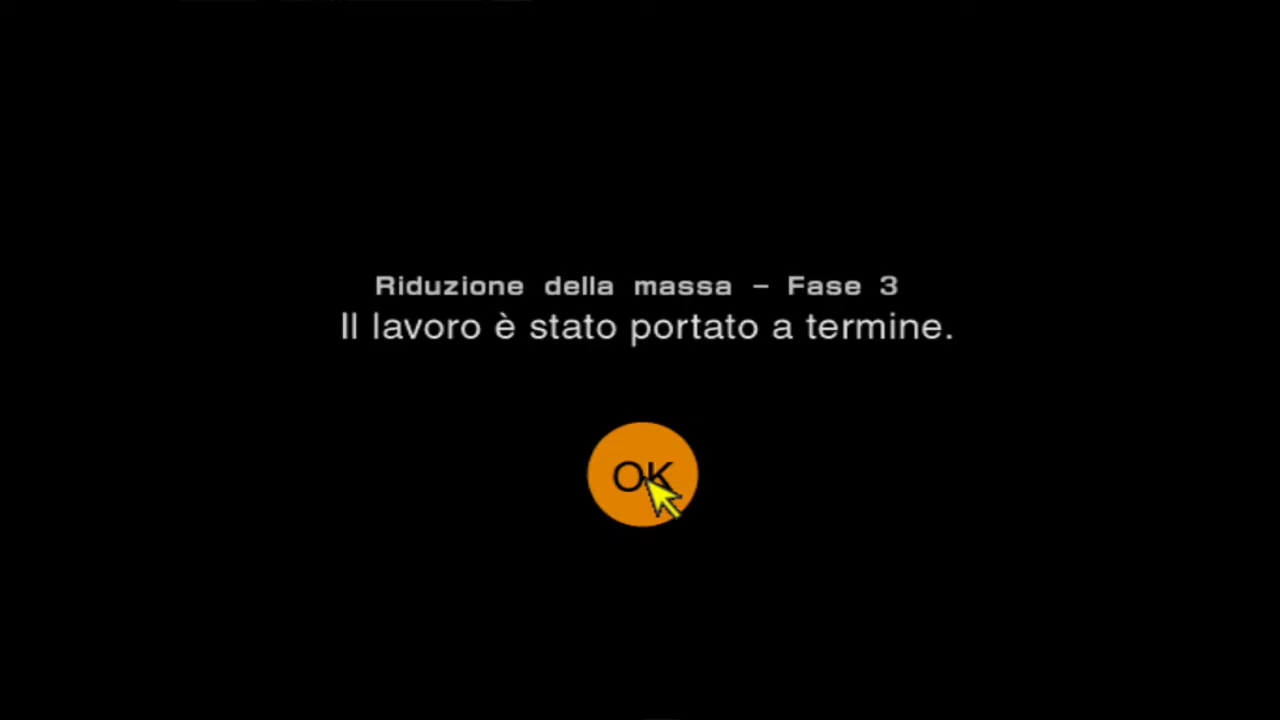 Riduzione della massa – Fase 3
Il lavoro è stato portato a termine.
OK